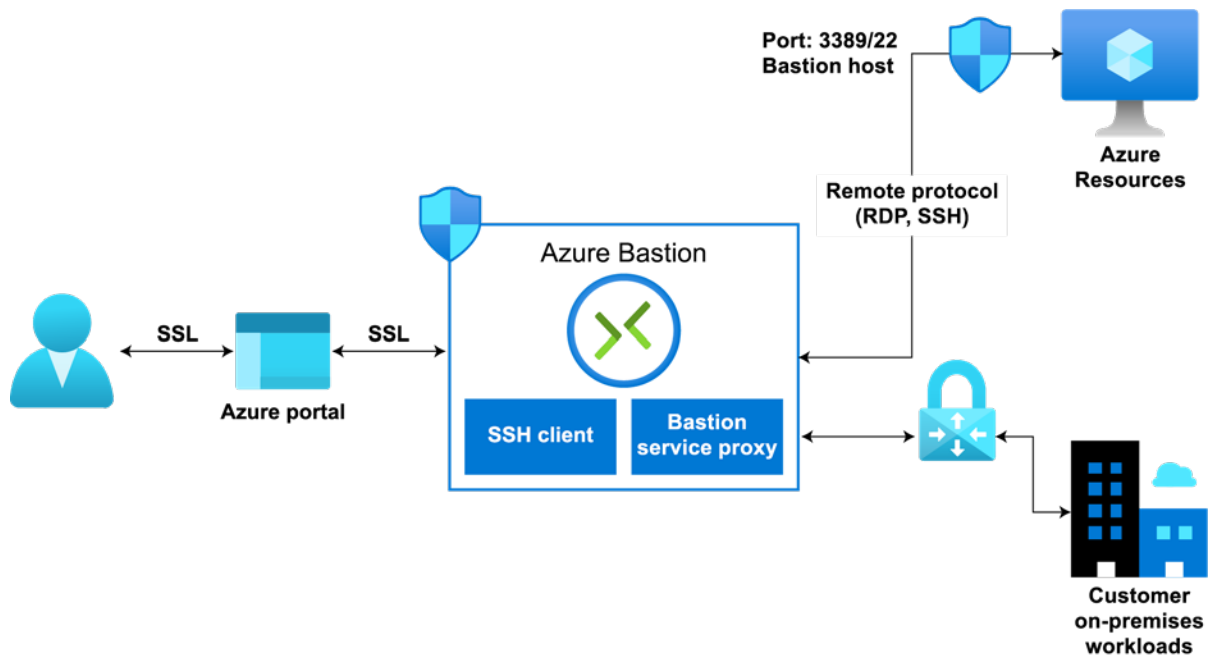 Port: 3389/22
Bastion host
Azure
Resources
Remote protocol
(RDP, SSH)
Azure Bastion
SSL
SSL
Azure portal
SSH client
Bastion
service proxy
Customer
on-premises
workloads